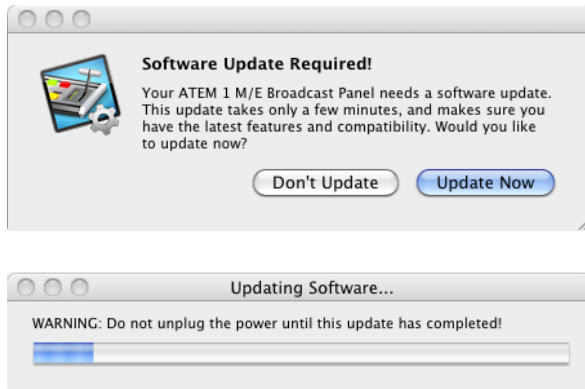 Software Update Required!
Your ATEM 1 M/E Broadcast Panel needs a software update.
This update takes only a few minutes, and makes sure you
have the latest features and compatibility. Would you like
to update now?
Don't Update
Update Now
Updating Software...
WARNING: Do not unplug the power until this update has completed!